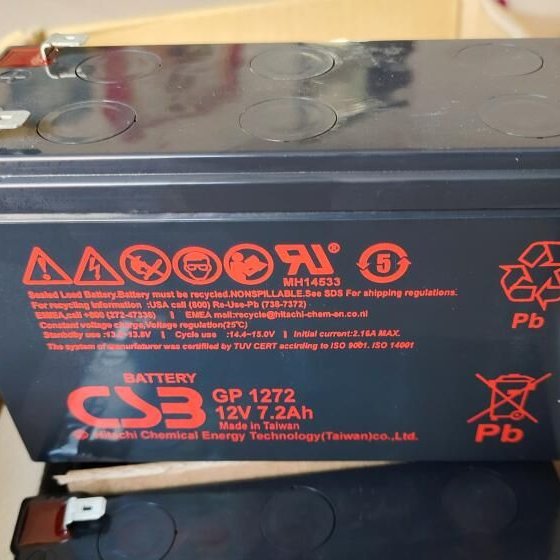 +
RU®
MH14533
5
Sealed Lead Battery.Battery must be recycled.NONSPILLABLE.See SDS For shipping regulations.
For recycling information :USA call (800) Re-Use-Pb (738-7372)
EMEA,call +800 (272-47336) | EMEA mail:recycle@hitachi-chem-en.co.nl
Constant voltage charge,Voltage regulation(25°C)
Standby use :13.5-13.8V | Cycle use :14.4-15.0V | Initial current:2.16A MAX.
The system of manufaturer was certified by TUV CERT according to ISO 9001. ISO 14001
Pb
BATTERY
CSB
GP 1272
12V 7.2Ah
Made in Taiwan
Hitachi Chemical Energy Technology(Taiwan)co.,Ltd.
Pb